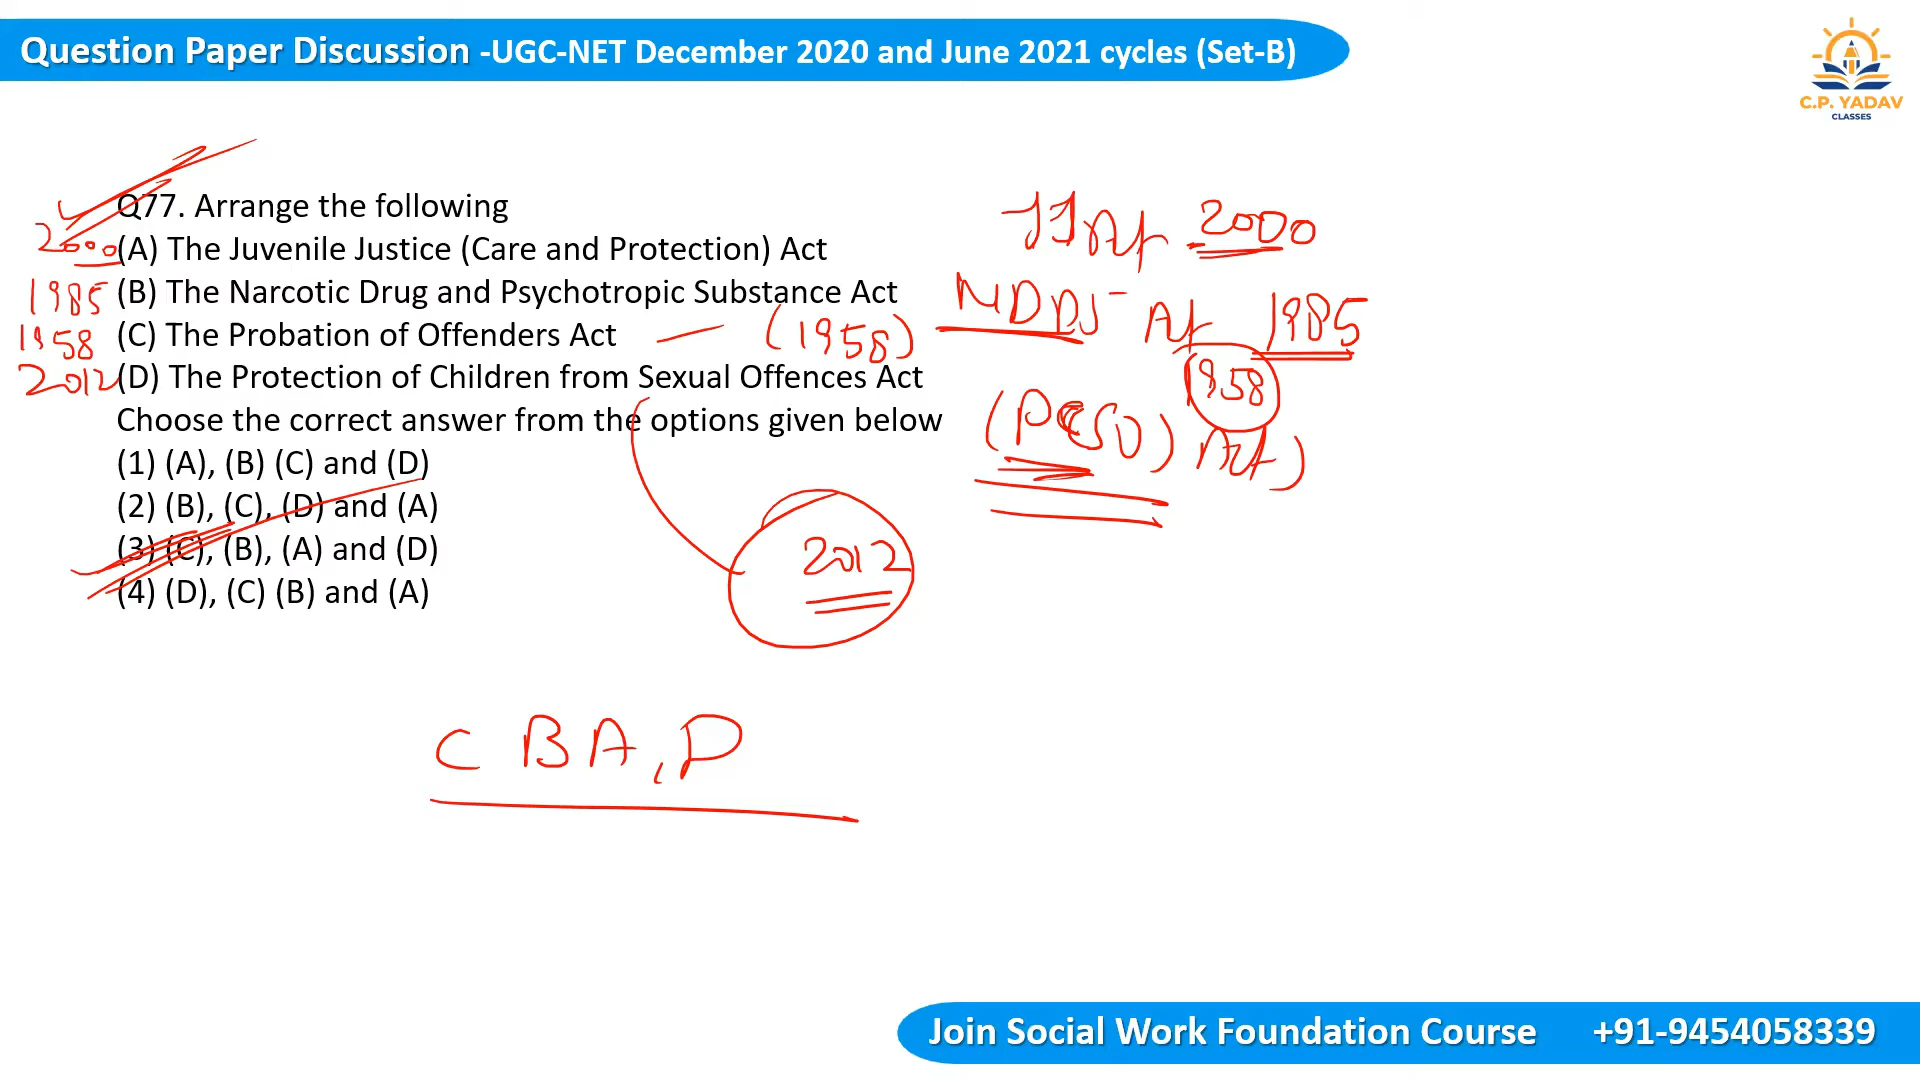 Question Paper Discussion -UGC-NET December 2020 and June 2021 cycles (Set-B)
C.P. YADAV
CLASSES
Q77. Arrange the following
2000 (A) The Juvenile Justice (Care and Protection) Act
1985 (B) The Narcotic Drug and Psychotropic Substance Act
1958 (C) The Probation of Offenders Act (1958)
2012 (D) The Protection of Children from Sexual Offences Act
Choose the correct answer from the options given below
(1) (A), (B) (C) and (D)
(2) (B), (C), (D) and (A)
(3) (C), (B), (A) and (D)
(4) (D), (C) (B) and (A)
JJ Act 2000
1985
1958
2012
C B A, D
Join Social Work Foundation Course +91-9454058339